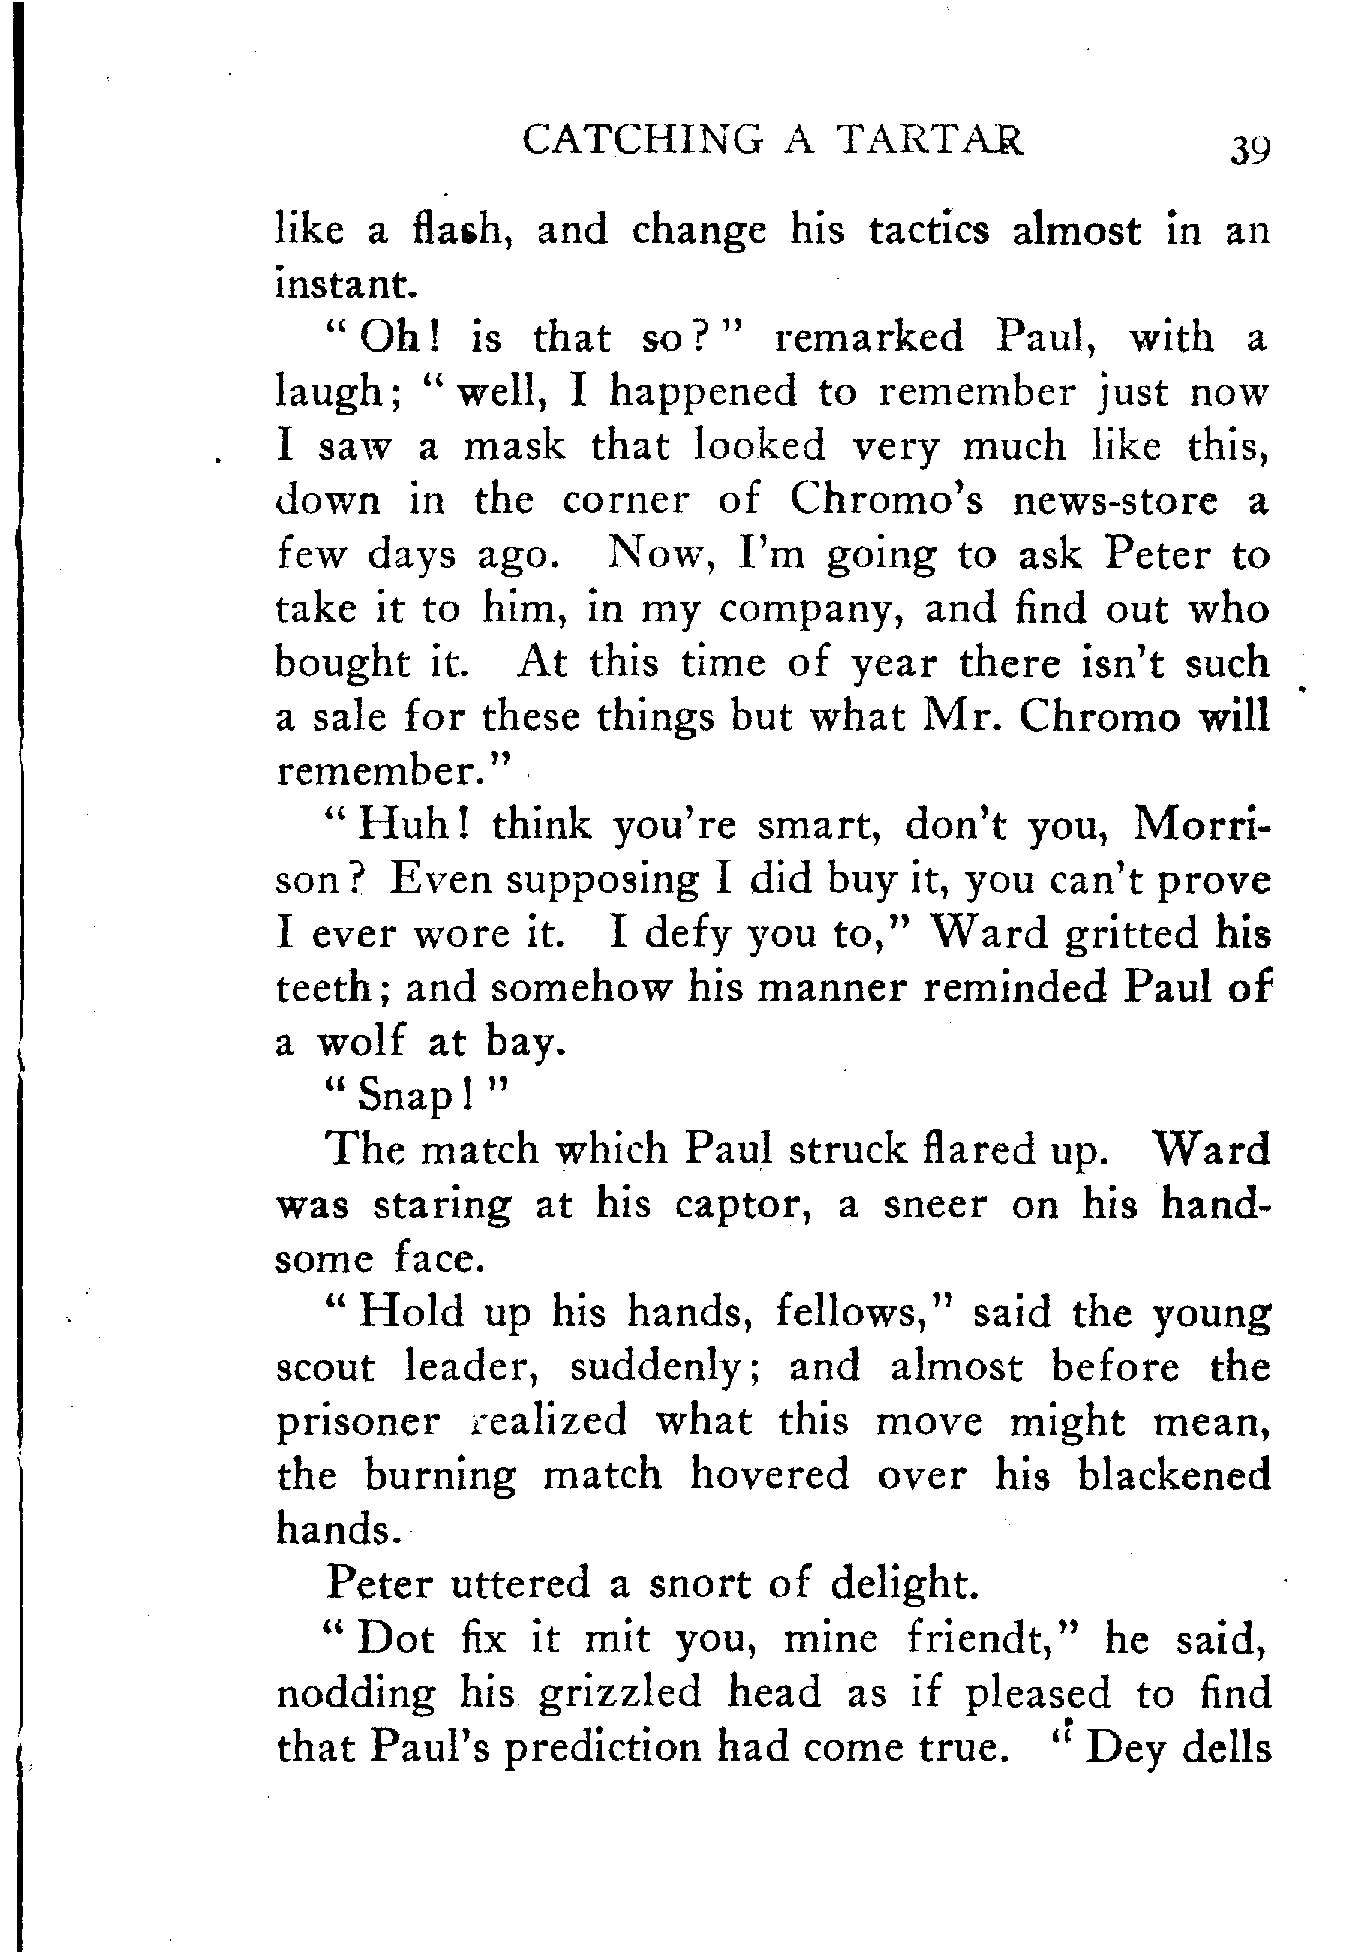 CATCHING A TARTAR 39
like a flash, and change his tactics almost in an
instant.
" Oh! is that so? " remarked Paul, with a
laugh; " well, I happened to remember just now
I saw a mask that looked very much like this,
down in the corner of Chromo's news-store a
few days ago. Now, I'm going to ask Peter to
take it to him, in my company, and find out who
bought it. At this time of year there isn't such
a sale for these things but what Mr. Chromo will
remember."
" Huh! think you're smart, don't you, Morri-
son? Even supposing I did buy it, you can't prove
I ever wore it. I defy you to," Ward gritted his
teeth; and somehow his manner reminded Paul of
a wolf at bay.
" Snap! "
The match which Paul struck flared up. Ward
was staring at his captor, a sneer on his hand-
some face.
" Hold up his hands, fellows," said the young
scout leader, suddenly; and almost before the
prisoner realized what this move might mean,
the burning match hovered over his blackened
hands.
Peter uttered a snort of delight.
" Dot fix it mit you, mine friendt," he said,
nodding his grizzled head as if pleased to find
that Paul's prediction had come true. " Dey dells